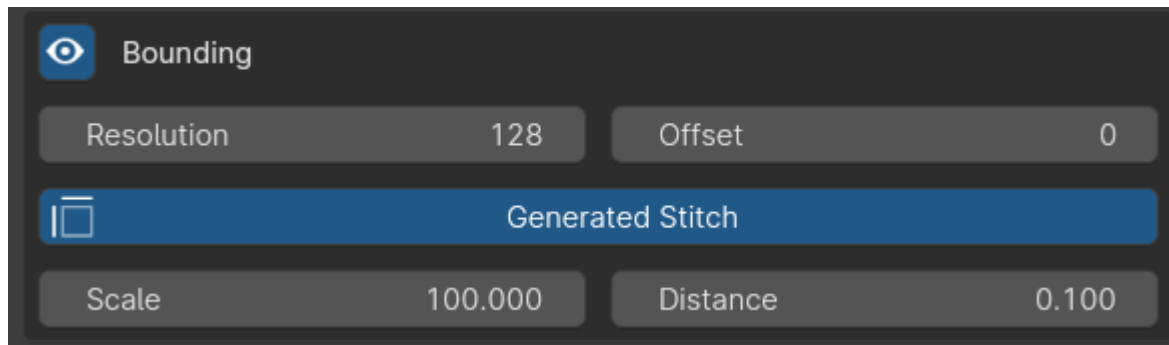 Bounding
Resolution 128 Offset 0
Generated Stitch
Scale 100.000 Distance 0.100